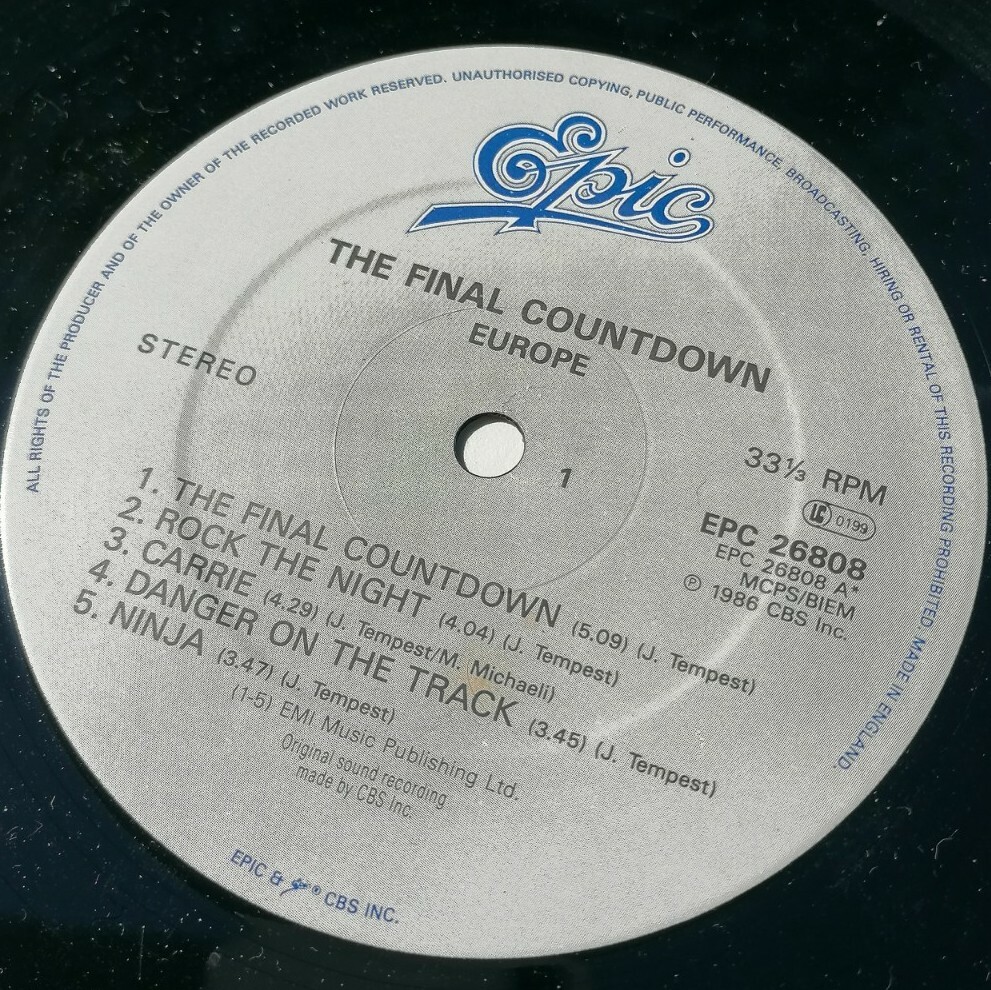 ALL RIGHTS OF THE PRODUCER AND OF THE OWNER OF THE RECORDED WORK RESERVED. UNAUTHORISED COPYING, PUBLIC PERFORMANCE, BROADCASTING, HIRING OR RENTAL OF THIS RECORDING PROHIBITED. MADE IN ENGLAND.
Epic
THE FINAL COUNTDOWN
EUROPE
STEREO
1
33⅓ RPM
LC 0199
EPC 26808
EPC 26808 A*
MCPS/BIEM
℗ 1986 CBS Inc.
1. THE FINAL COUNTDOWN (5.09) (J. Tempest)
2. ROCK THE NIGHT (4.04) (J. Tempest)
3. CARRIE (4.29) (J. Tempest/M. Michaeli)
4. DANGER ON THE TRACK (3.45) (J. Tempest)
5. NINJA (3.47) (J. Tempest)
(1-5) EMI Music Publishing Ltd.
Original sound recording
made by CBS Inc.
EPIC & ® CBS INC.